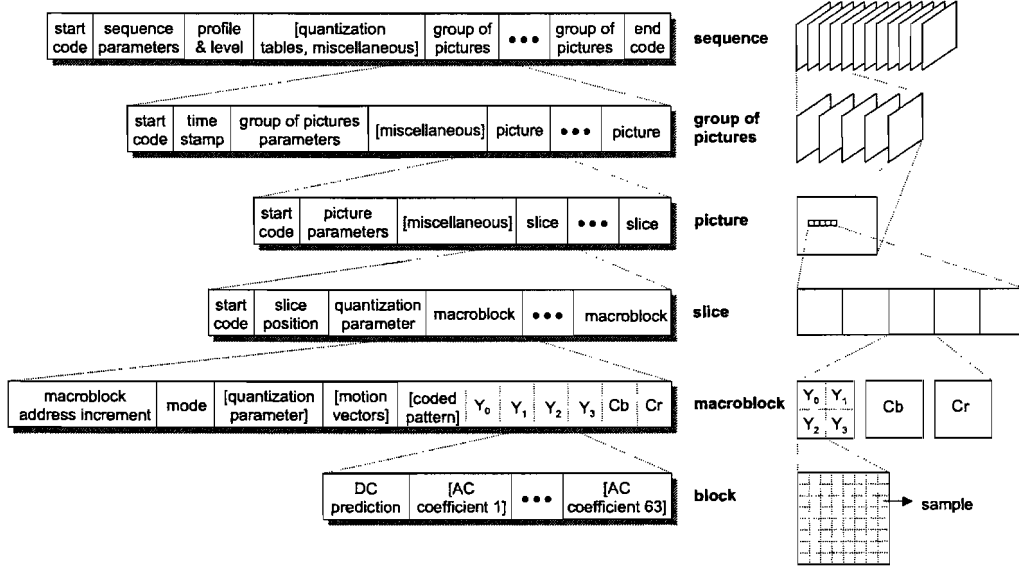 start code
sequence parameters
profile & level
[quantization tables, miscellaneous]
group of pictures
•••
group of pictures
end code
sequence
start code
time stamp
group of pictures parameters
[miscellaneous]
picture
•••
picture
group of pictures
start code
picture parameters
[miscellaneous]
slice
•••
slice
picture
start code
slice position
quantization parameter
macroblock
•••
macroblock
slice
macroblock address increment
mode
[quantization parameter]
[motion vectors]
[coded pattern]
Y0
Y1
Y2
Y3
Cb
Cr
macroblock
Y0 Y1
Y2 Y3
Cb
Cr
DC prediction
[AC coefficient 1]
•••
[AC coefficient 63]
block
sample